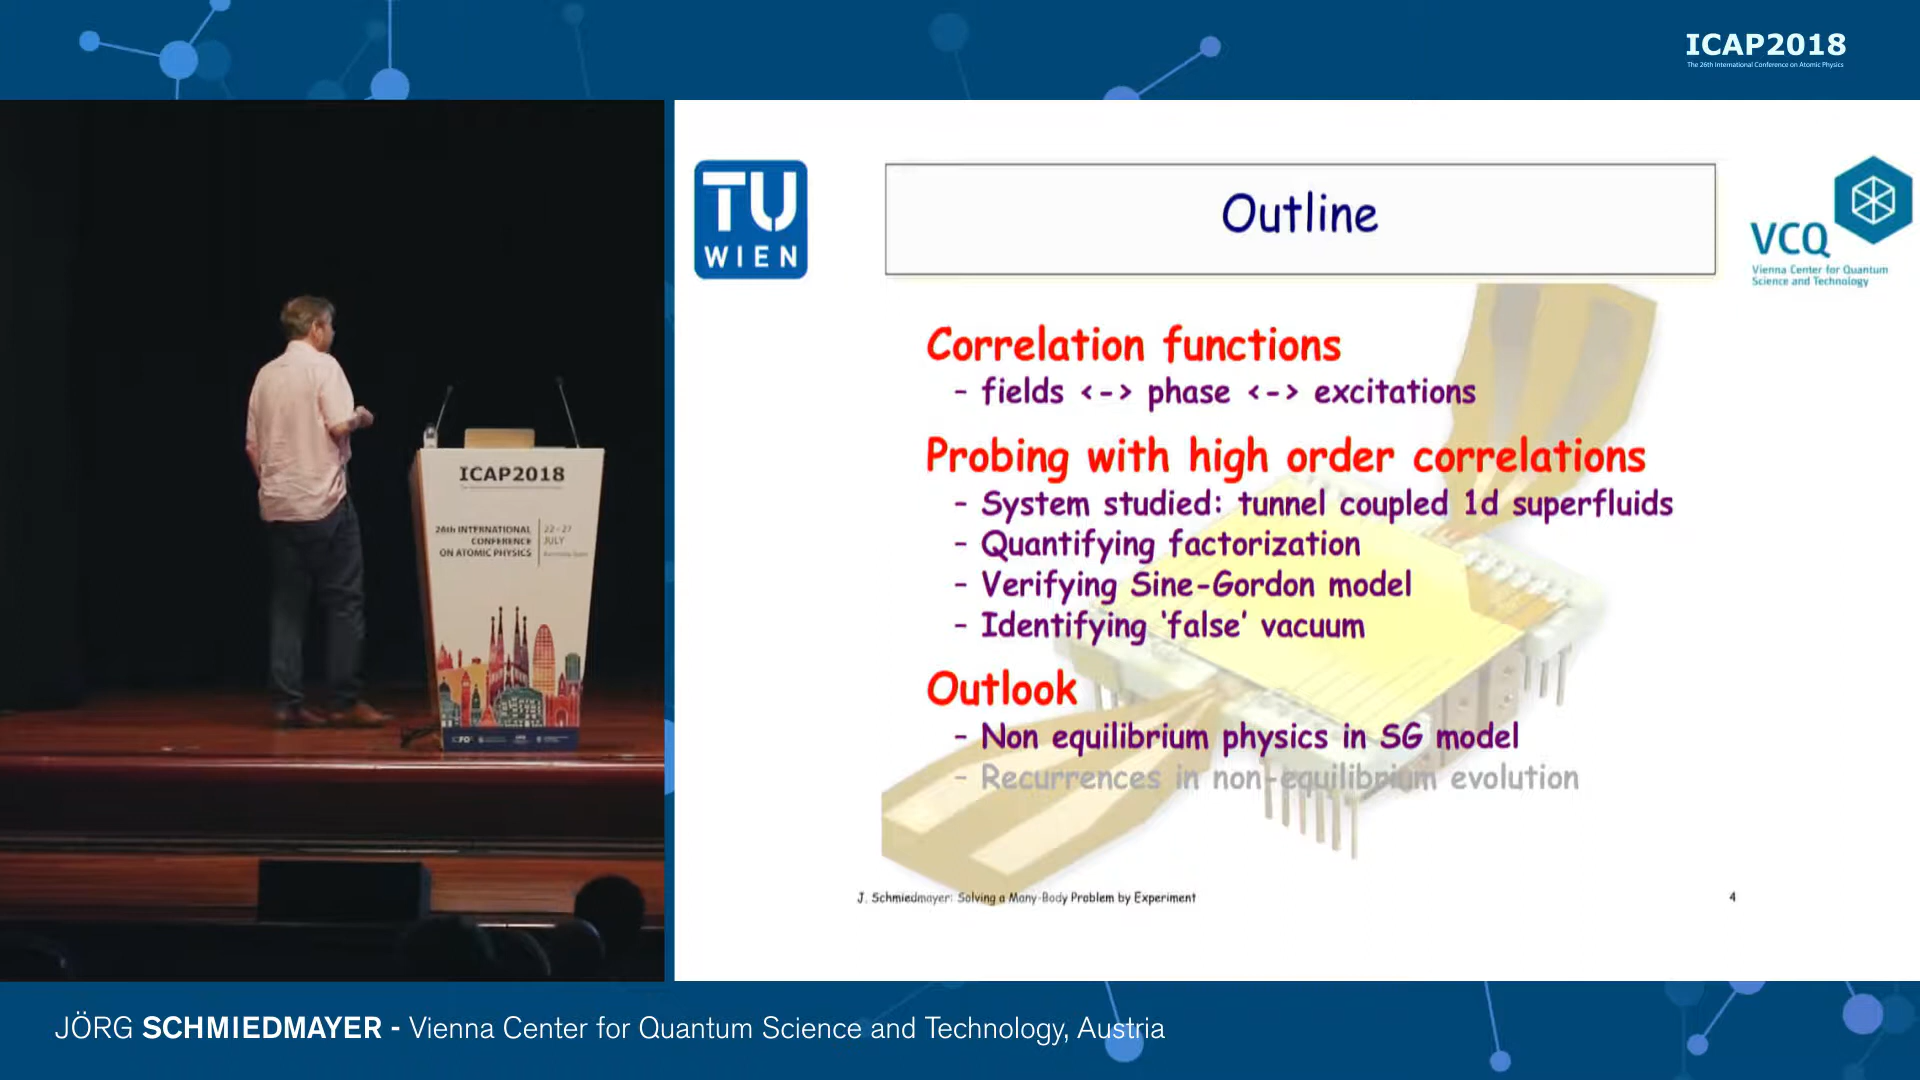 ICAP2018
The 26th International Conference on Atomic Physics
TU
WIEN
Outline
VCQ
Vienna Center for Quantum
Science and Technology
Correlation functions
- fields <-> phase <-> excitations
Probing with high order correlations
- System studied: tunnel coupled 1d superfluids
- Quantifying factorization
- Verifying Sine-Gordon model
- Identifying ‘false’ vacuum
Outlook
- Non equilibrium physics in SG model
- Recurrences in non-equilibrium evolution
J. Schmiedmayer: Solving a Many-Body Problem by Experiment
4
ICAP2018
26th INTERNATIONAL
CONFERENCE
ON ATOMIC PHYSICS
22-27
JULY
JÖRG SCHMIEDMAYER - Vienna Center for Quantum Science and Technology, Austria